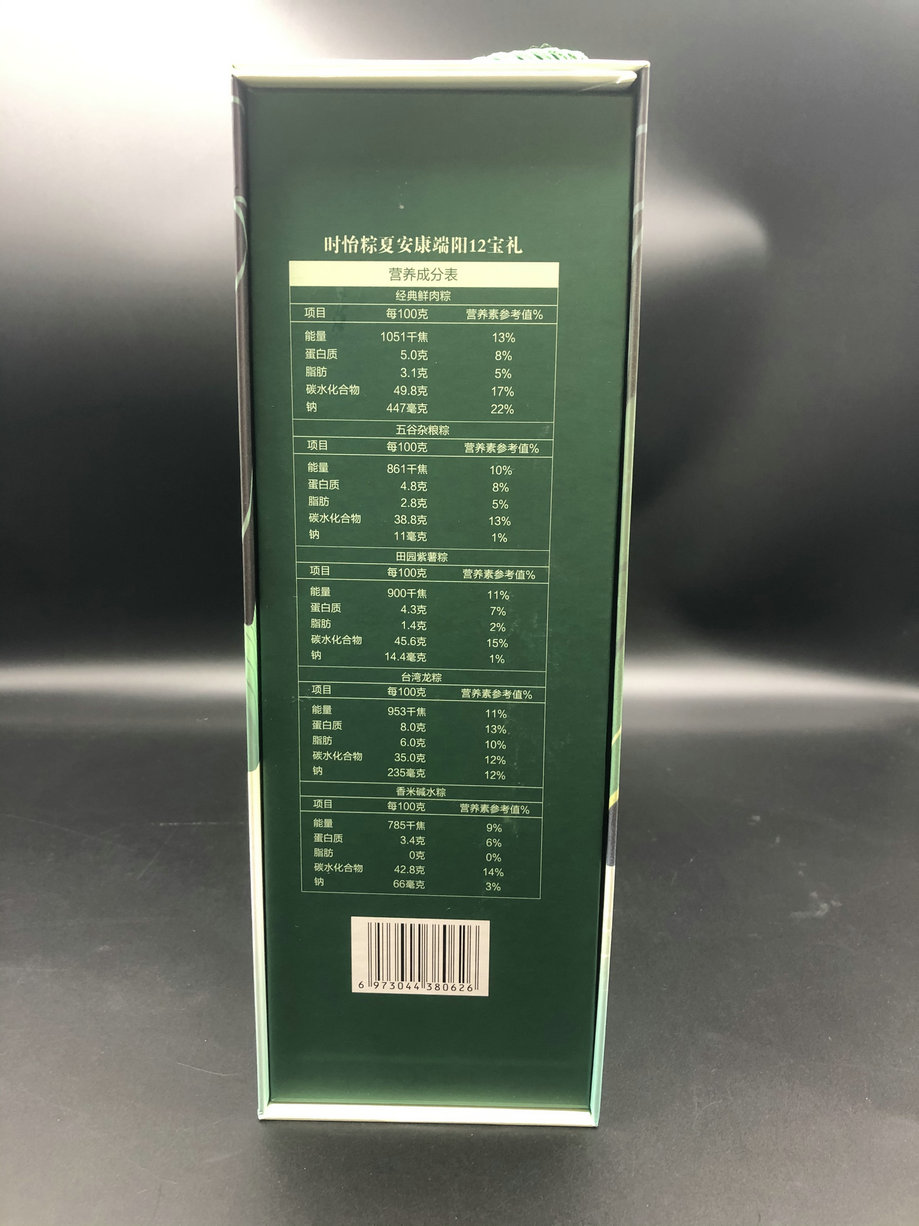 时怡粽夏安康端阳12宝礼
营养成分表
经典鲜肉粽
项目 每100克 营养素参考值%
能量 1051千焦 13%
蛋白质 5.0克 8%
脂肪 3.1克 5%
碳水化合物 49.8克 17%
钠 447毫克 22%
五谷杂粮粽
项目 每100克 营养素参考值%
能量 861千焦 10%
蛋白质 4.8克 8%
脂肪 2.8克 5%
碳水化合物 38.8克 13%
钠 11毫克 1%
田园紫薯粽
项目 每100克 营养素参考值%
能量 900千焦 11%
蛋白质 4.3克 7%
脂肪 1.4克 2%
碳水化合物 45.6克 15%
钠 14.4毫克 1%
台湾龙粽
项目 每100克 营养素参考值%
能量 953千焦 11%
蛋白质 8.0克 13%
脂肪 6.0克 10%
碳水化合物 35.0克 12%
钠 235毫克 12%
香米碱水粽
项目 每100克 营养素参考值%
能量 785千焦 9%
蛋白质 3.4克 6%
脂肪 0克 0%
碳水化合物 42.8克 14%
钠 66毫克 3%
6 973044 380626